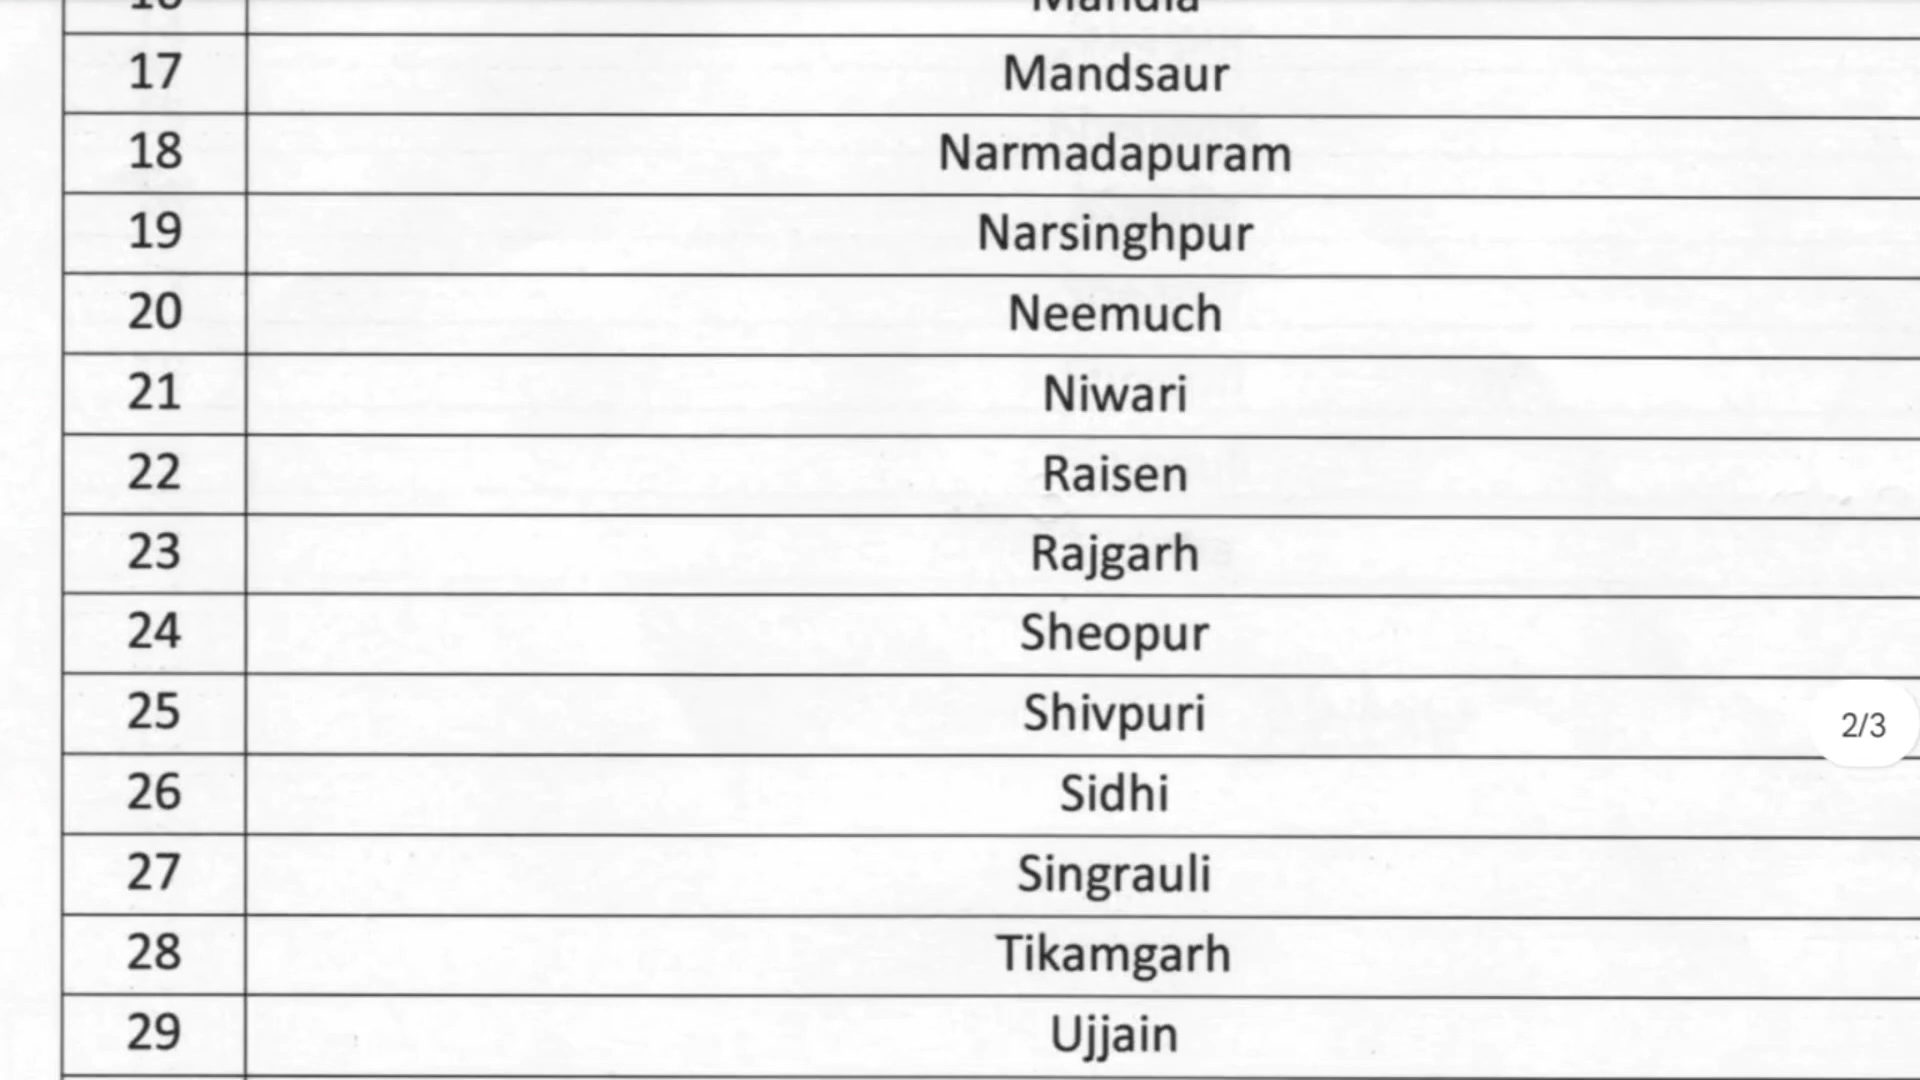 17 Mandsaur
18 Narmadapuram
19 Narsinghpur
20 Neemuch
21 Niwari
22 Raisen
23 Rajgarh
24 Sheopur
25 Shivpuri
2/3
26 Sidhi
27 Singrauli
28 Tikamgarh
29 Ujjain